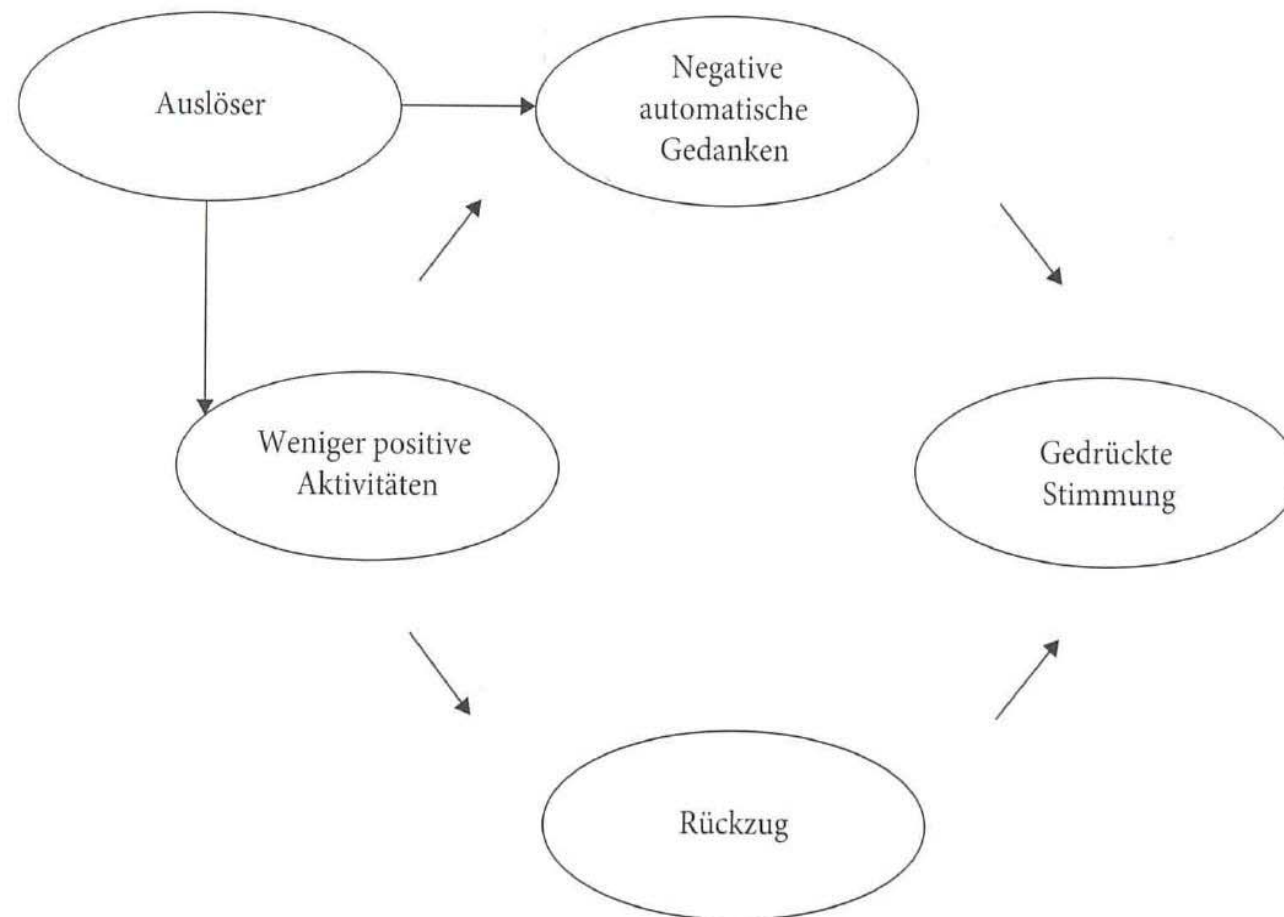 Auslöser
Negative
automatische
Gedanken
Weniger positive
Aktivitäten
Gedrückte
Stimmung
Rückzug